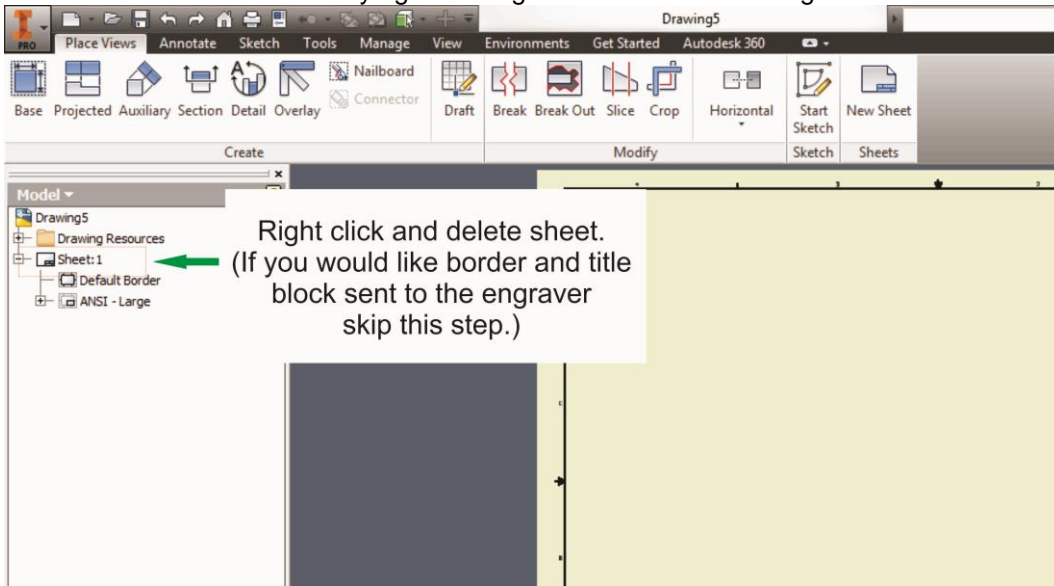 Drawing5
PRO
Place Views Annotate Sketch Tools Manage View Environments Get Started Autodesk 360
Nailboard
Connector
Base Projected Auxiliary Section Detail Overlay Draft Break Break Out Slice Crop Horizontal Start Sketch New Sheet
Create Modify Sketch Sheets
Model
Drawing5
Drawing Resources
Sheet:1
Default Border
ANSI - Large
Right click and delete sheet.
(If you would like border and title
block sent to the engraver
skip this step.)